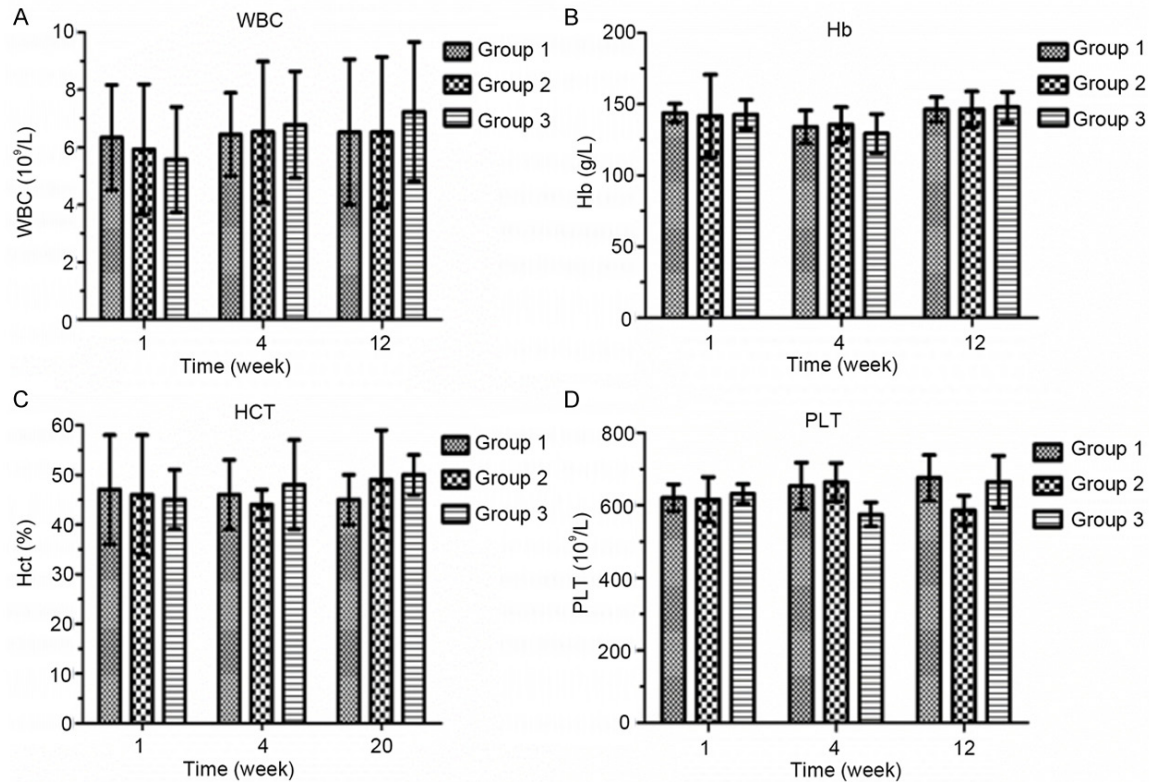 A
WBC
WBC (10⁹/L)
10
8
6
4
2
0
1 4 12
Time (week)
Group 1
Group 2
Group 3
B
Hb
Hb (g/L)
200
150
100
50
0
1 4 12
Time (week)
Group 1
Group 2
Group 3
C
HCT
Hct (%)
60
50
40
30
20
10
0
1 4 20
Time (week)
Group 1
Group 2
Group 3
D
PLT
PLT (10⁹/L)
800
600
400
200
0
1 4 12
Time (week)
Group 1
Group 2
Group 3